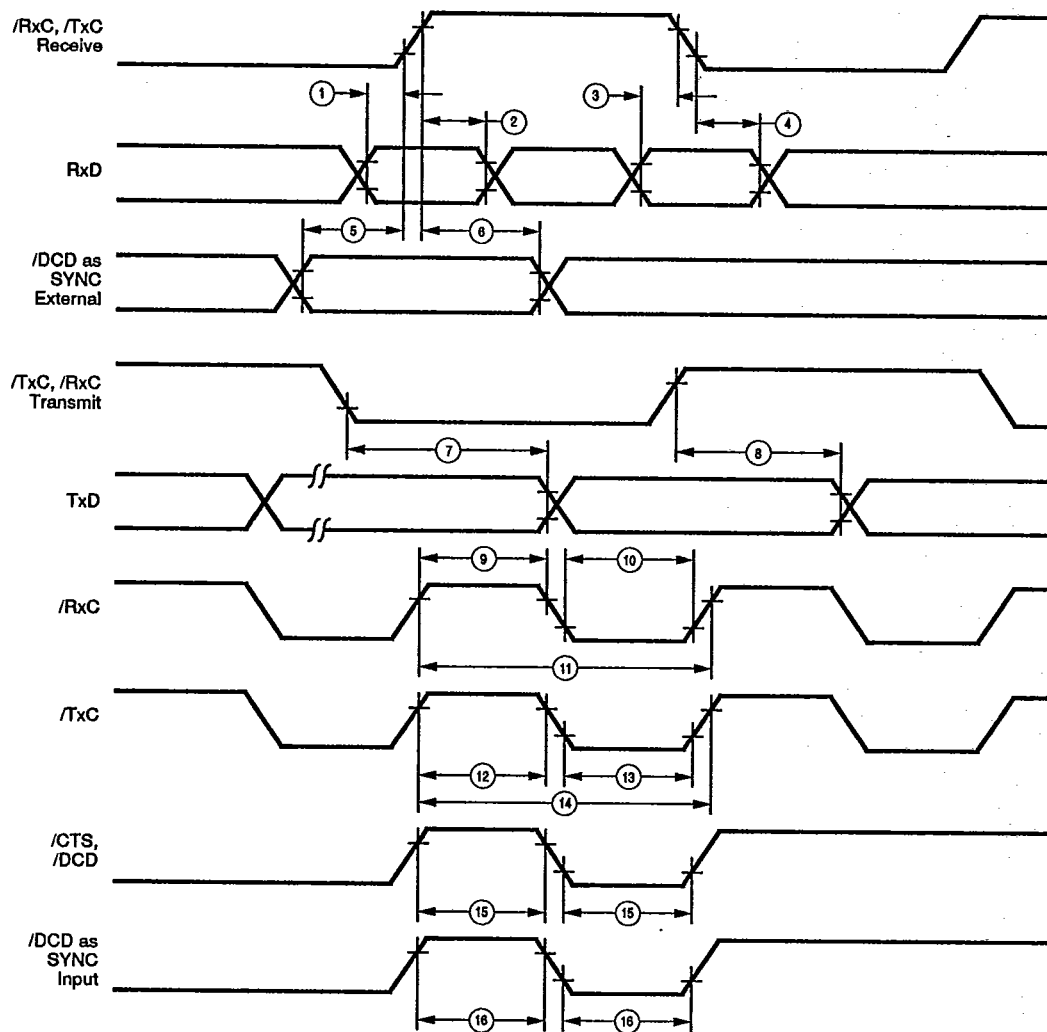 /RxC, /TxC
Receive
1
2
3
4
RxD
5
6
/DCD as
SYNC
External
/TxC, /RxC
Transmit
7
8
TxD
9
10
/RxC
11
/TxC
12
13
14
/CTS,
/DCD
15
15
/DCD as
SYNC
Input
16
16